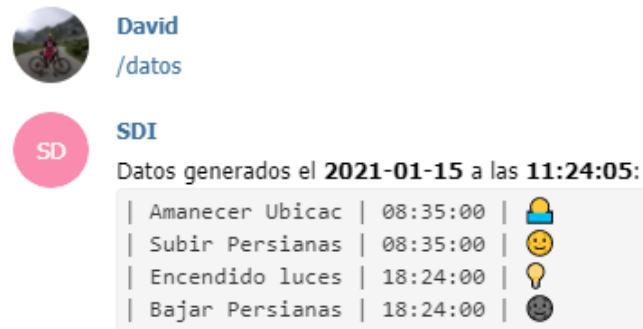 David
/datos
SD
SDI
Datos generados el 2021-01-15 a las 11:24:05:
| Amanecer Ubicac | 08:35:00 | 🌅
| Subir Persianas | 08:35:00 | 🌝
| Encendido luces | 18:24:00 | 💡
| Bajar Persianas | 18:24:00 | 🌚